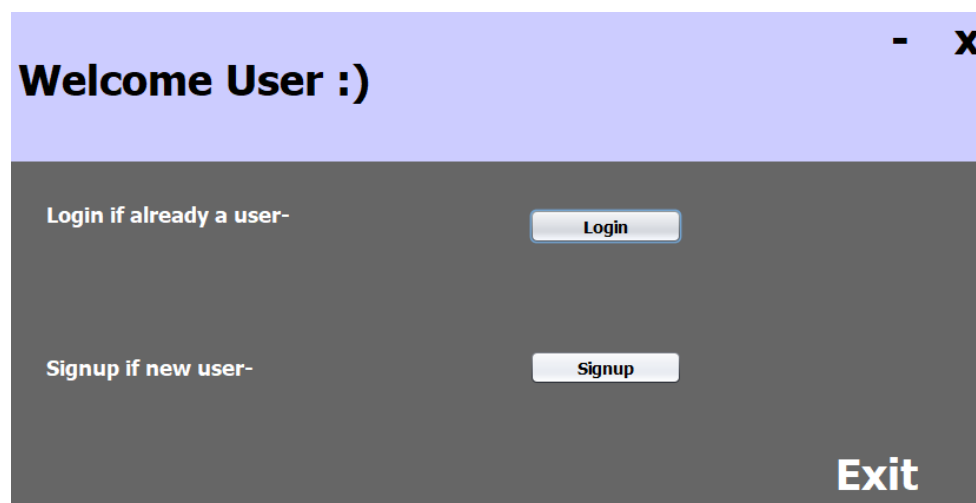 - x
Welcome User :)
Login if already a user-
Login
Signup if new user-
Signup
Exit